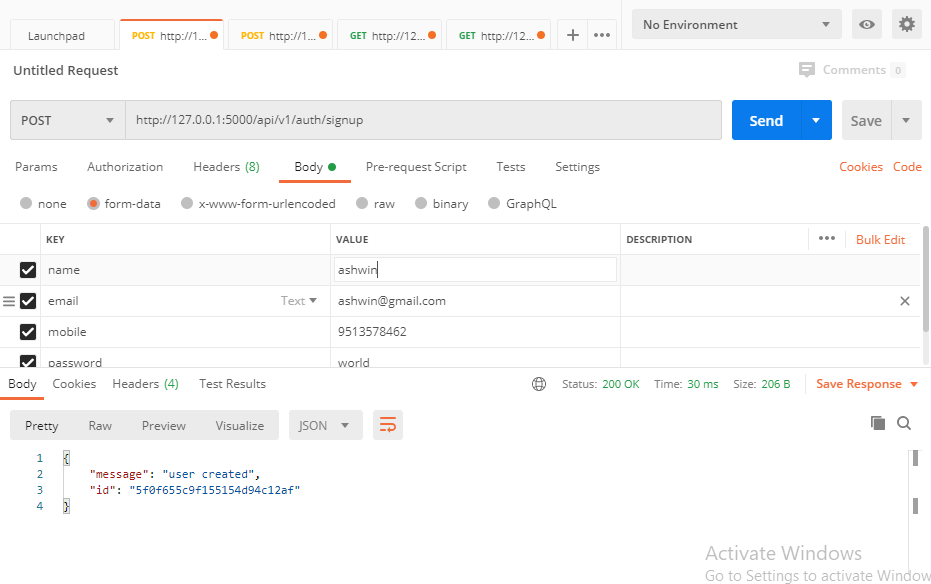 Launchpad POST http://1... POST http://1... GET http://12... GET http://12... + ••• No Environment
Untitled Request Comments 0
POST http://127.0.0.1:5000/api/v1/auth/signup Send Save
Params Authorization Headers (8) Body Pre-request Script Tests Settings Cookies Code
none form-data x-www-form-urlencoded raw binary GraphQL
KEY VALUE DESCRIPTION ••• Bulk Edit
name ashwin
email Text ashwin@gmail.com
mobile 9513578462
password world
Body Cookies Headers (4) Test Results Status: 200 OK Time: 30 ms Size: 206 B Save Response
Pretty Raw Preview Visualize JSON
1 {
2 "message": "user created",
3 "id": "5f0f655c9f155154d94c12af"
4 }
Activate Windows
Go to Settings to activate Window